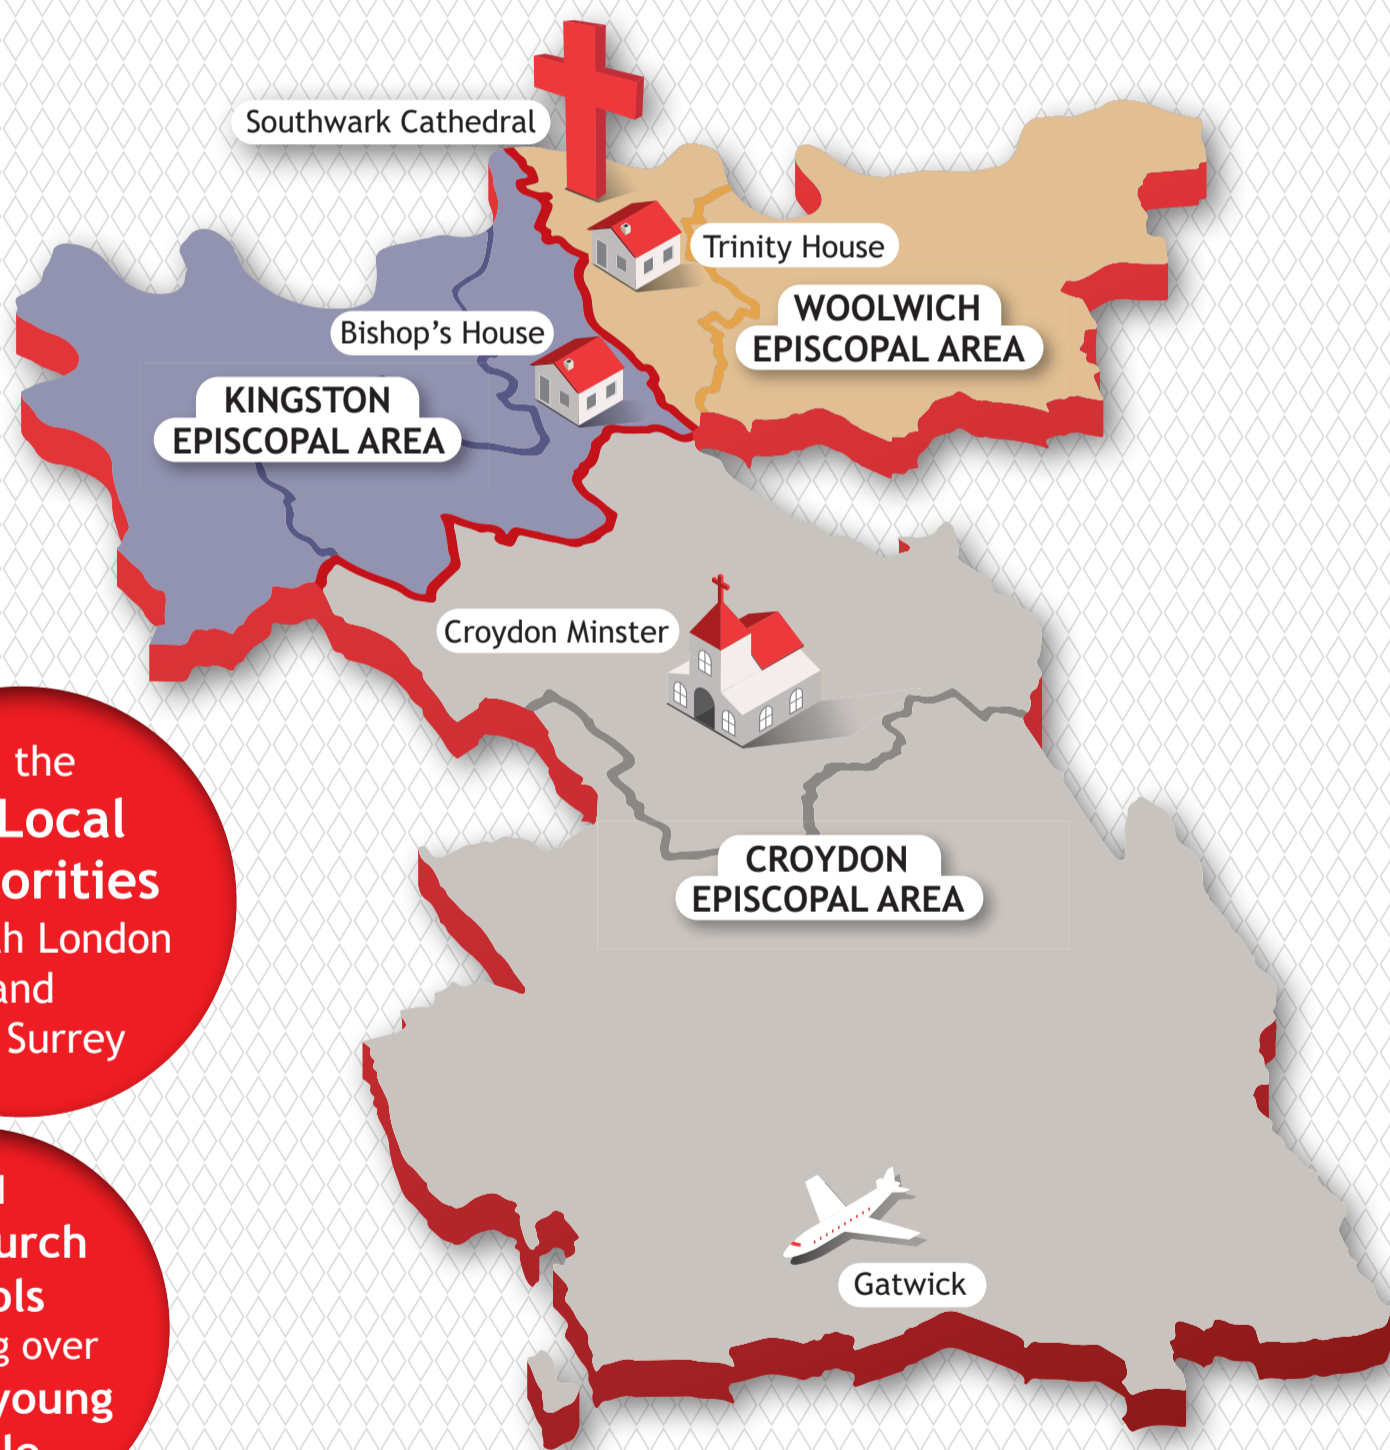 Southwark Cathedral
Trinity House
WOOLWICH
EPISCOPAL AREA
Bishop’s House
KINGSTON
EPISCOPAL AREA
Croydon Minster
the
Local
orities
h London
and
Surrey
CROYDON
EPISCOPAL AREA
urch
ols
g over
young
Gatwick